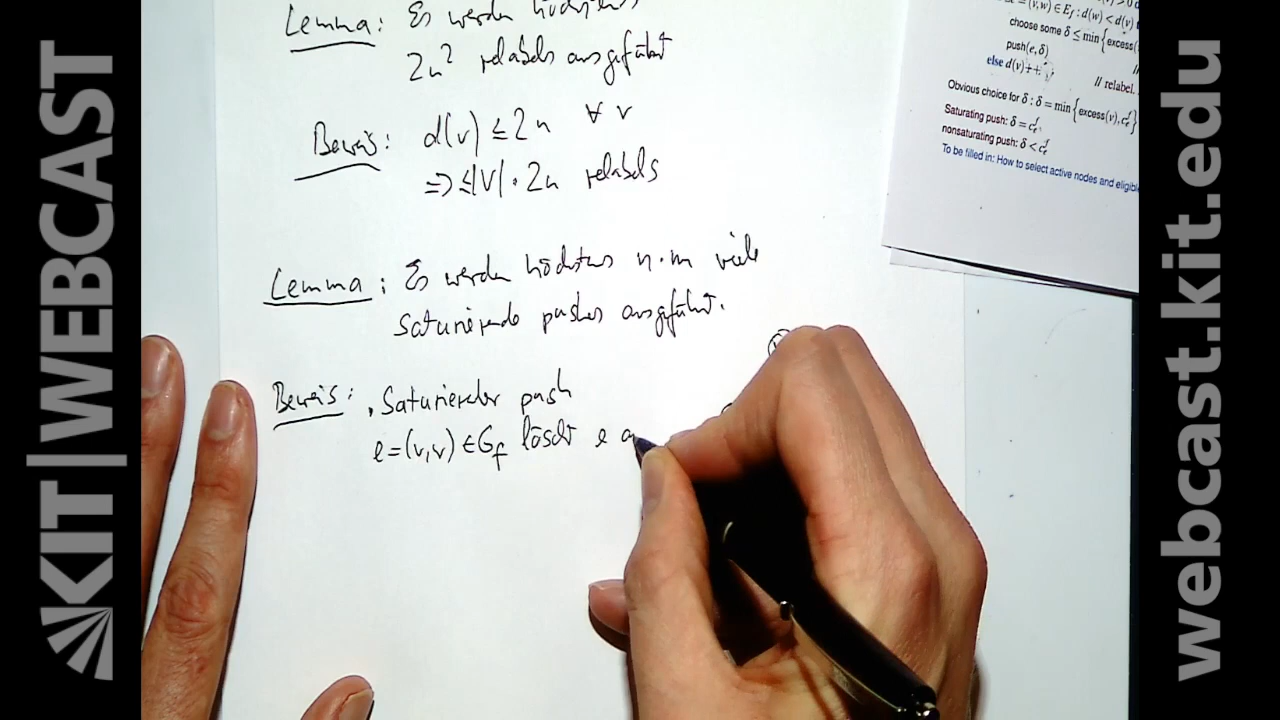 KIT|WEBCAST
Lemma: Es werden höchstens
2n² relabels ausgeführt
Beweis: d(v) ≤ 2n ∀ v
⇒ ≤|V| · 2n relabels
Lemma: Es werden höchstens n·m viele
saturierende pushes ausgeführt.
Beweis: Saturierender push
e=(v,w) ∈ G_f löscht e a
= (v,w) ∈ E_f : d(w) < d(v)
choose some δ ≤ min{excess(
push(e,δ)
else d(v)++ // relabel.
Obvious choice for δ : δ = min{excess(v), c_e^f}
Saturating push: δ = c_e^f,
nonsaturating push: δ < c_e^f
To be filled in: How to select active nodes and eligibl
webcast.kit.edu